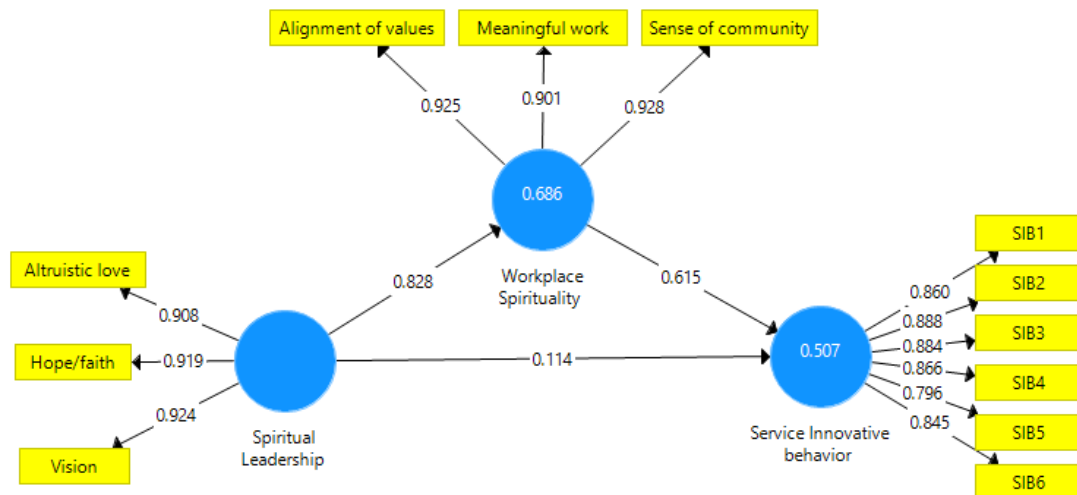 Alignment of values
Meaningful work
Sense of community
0.925
0.901
0.928
0.686
Workplace
Spirituality
0.828
0.615
Altruistic love
Hope/faith
Vision
0.908
0.919
0.924
Spiritual
Leadership
0.114
0.507
Service Innovative
behavior
0.860
0.888
0.884
0.866
0.796
0.845
SIB1
SIB2
SIB3
SIB4
SIB5
SIB6